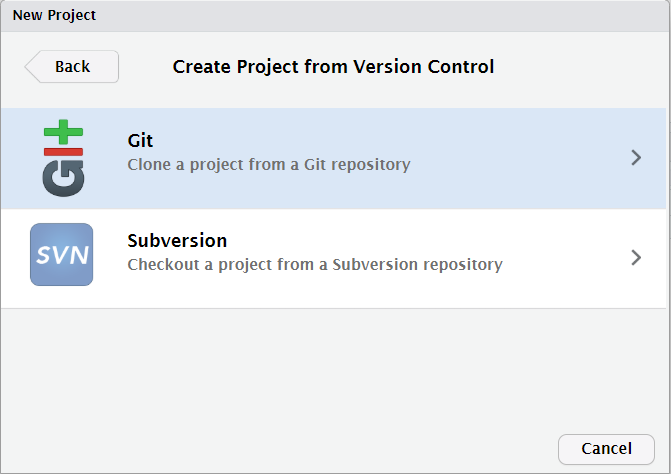 New Project
Back
Create Project from Version Control
Git
Git
Clone a project from a Git repository
SVN
Subversion
Checkout a project from a Subversion repository
Cancel